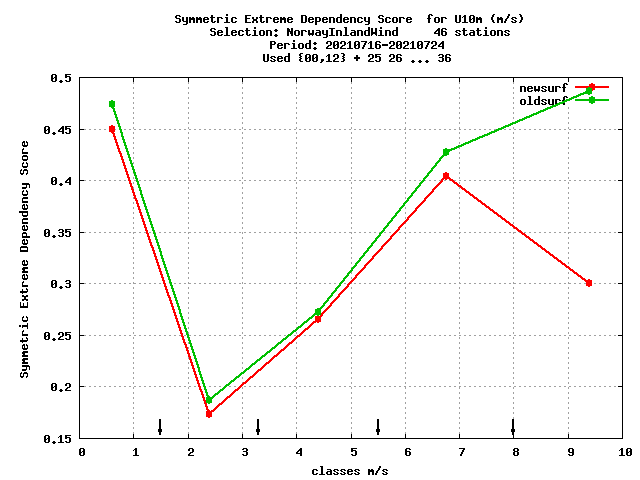 Symmetric Extreme Dependency Score  for U10m (m/s)
Selection: NorwayInlandWind     46 stations
Period: 20210716-20210724
Used {00,12} + 25 26 ... 36
newsurf
oldsurf
Symmetric Extreme Dependency Score
0.5
0.45
0.4
0.35
0.3
0.25
0.2
0.15
0 1 2 3 4 5 6 7 8 9 10
classes m/s